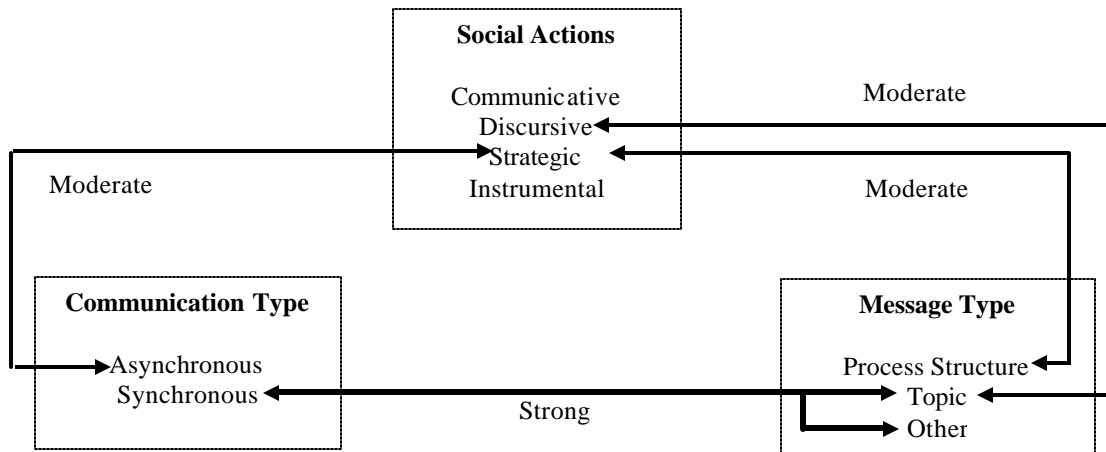 Social Actions
Communicative
Discursive
Strategic
Instrumental
Moderate
Moderate
Moderate
Communication Type
Asynchronous
Synchronous
Strong
Message Type
Process Structure
Topic
Other